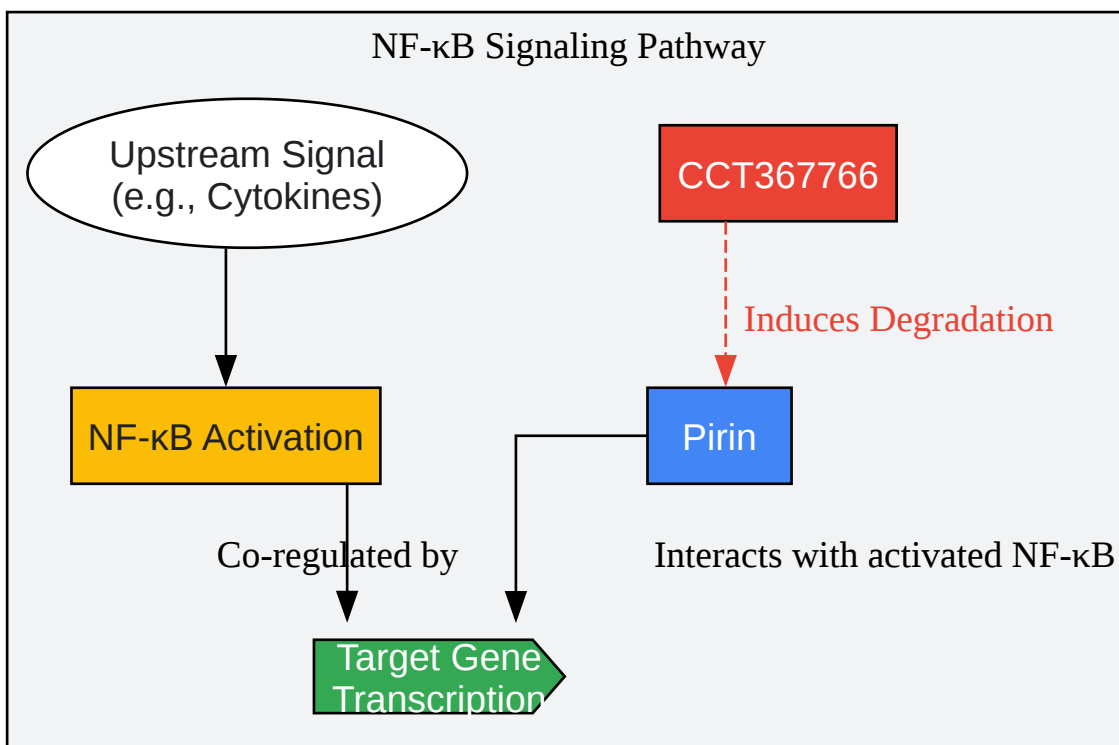 NF-κB Signaling Pathway
Upstream Signal
(e.g., Cytokines)
CCT367766
Induces Degradation
NF-κB Activation
Pirin
Co-regulated by
Interacts with activated NF-κB
Target Gene
Transcription